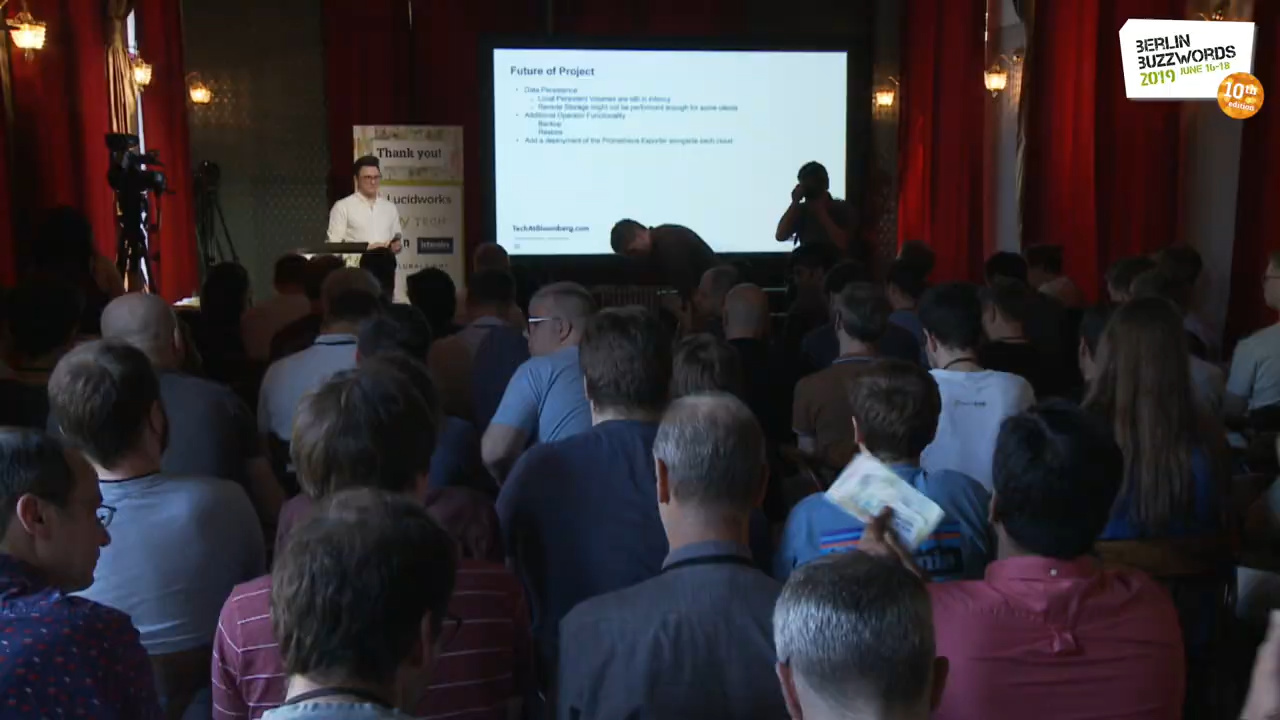 BERLIN
BUZZWORDS
2019 JUNE 16-18
10th
edition
Future of Project
Data Persistence
Local Persistent Volumes are still in infancy
Remote Storage might not be performant enough for some clients
Additional Operator Functionality
Backup
Restore
Add a deployment of the Prometheus Exporter alongside each cloud
TechAtBloomberg.com
Thank you!
Lucidworks
TECH